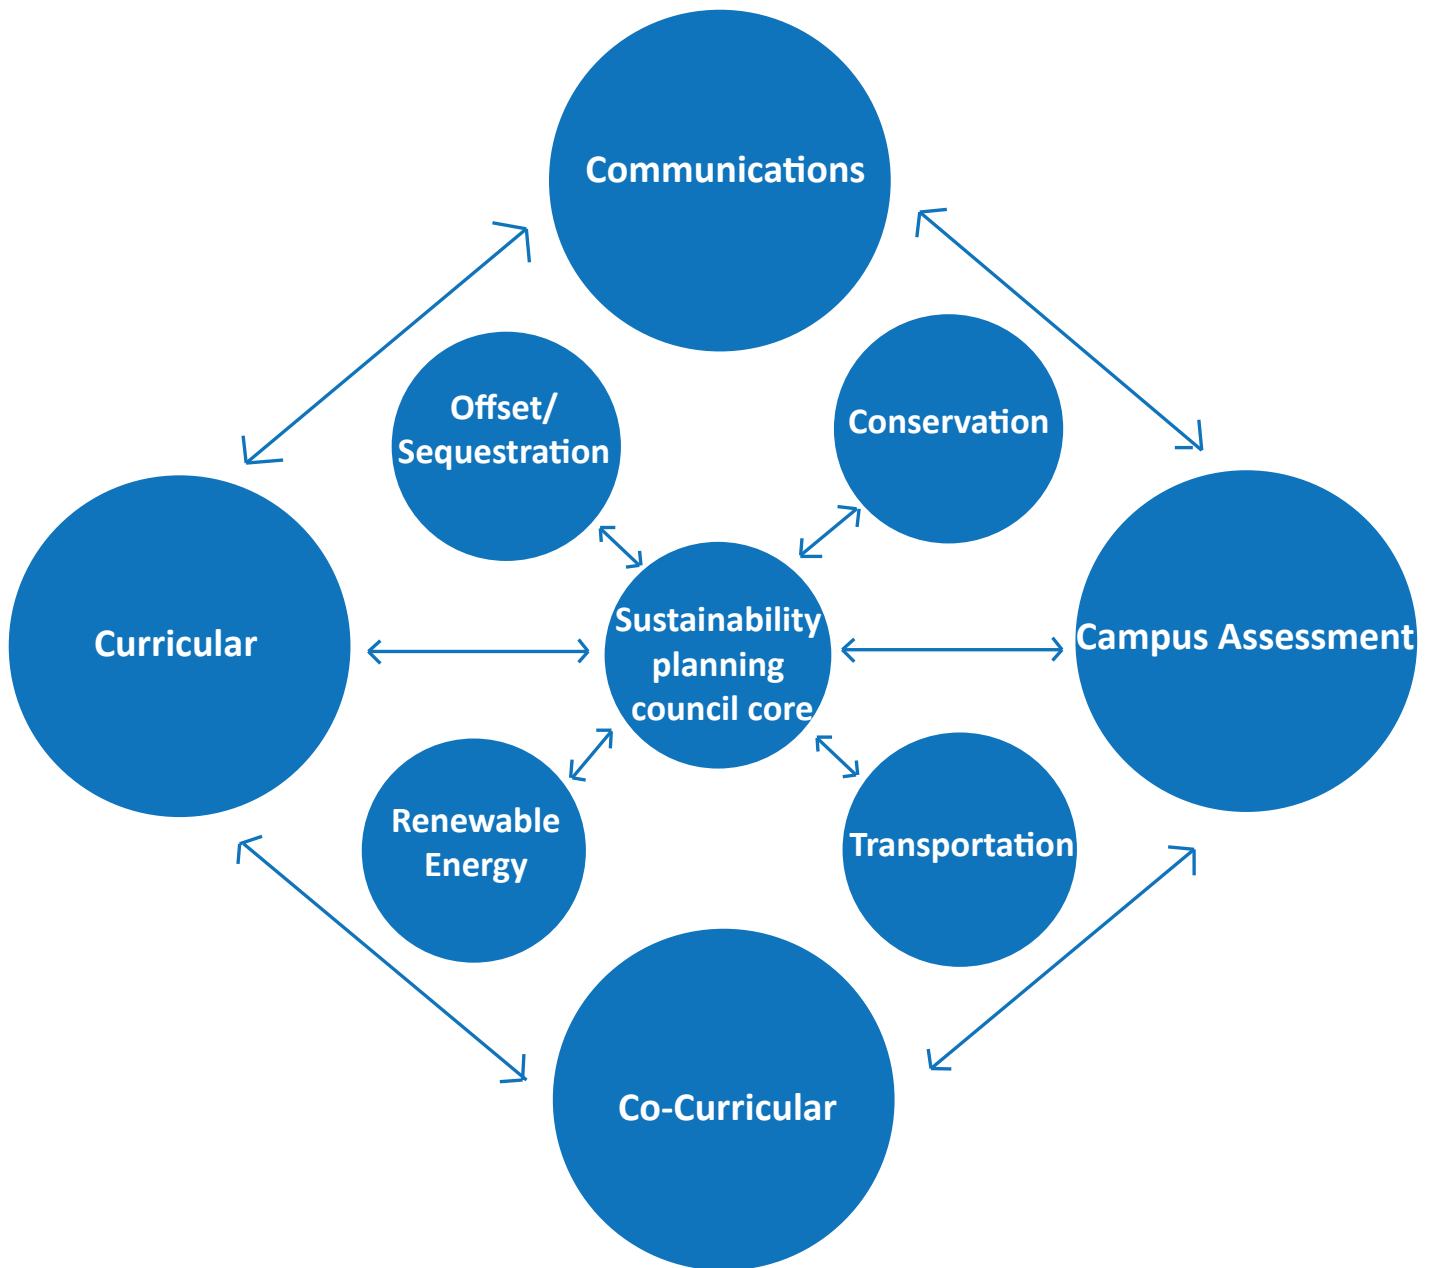 Communications
Offset/
Sequestration
Conservation
Curricular
Sustainability
planning
council core
Campus Assessment
Renewable
Energy
Transportation
Co-Curricular